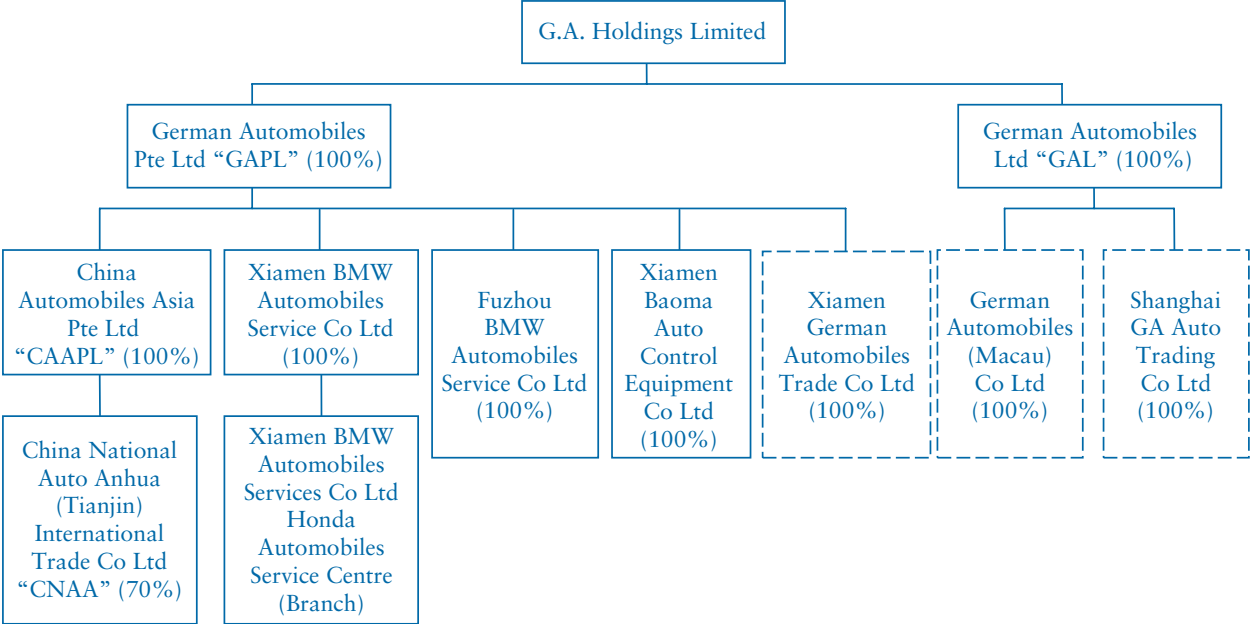 G.A. Holdings Limited
German Automobiles
Pte Ltd “GAPL” (100%)
German Automobiles
Ltd “GAL” (100%)
China
Automobiles Asia
Pte Ltd
“CAAPL” (100%)
Xiamen BMW
Automobiles
Service Co Ltd
(100%)
Fuzhou
BMW
Automobiles
Service Co Ltd
(100%)
Xiamen
Baoma
Auto
Control
Equipment
Co Ltd
(100%)
Xiamen
German
Automobiles
Trade Co Ltd
(100%)
German
Automobiles
(Macau)
Co Ltd
(100%)
Shanghai
GA Auto
Trading
Co Ltd
(100%)
China National
Auto Anhua
(Tianjin)
International
Trade Co Ltd
“CNAA” (70%)
Xiamen BMW
Automobiles
Services Co Ltd
Honda
Automobiles
Service Centre
(Branch)